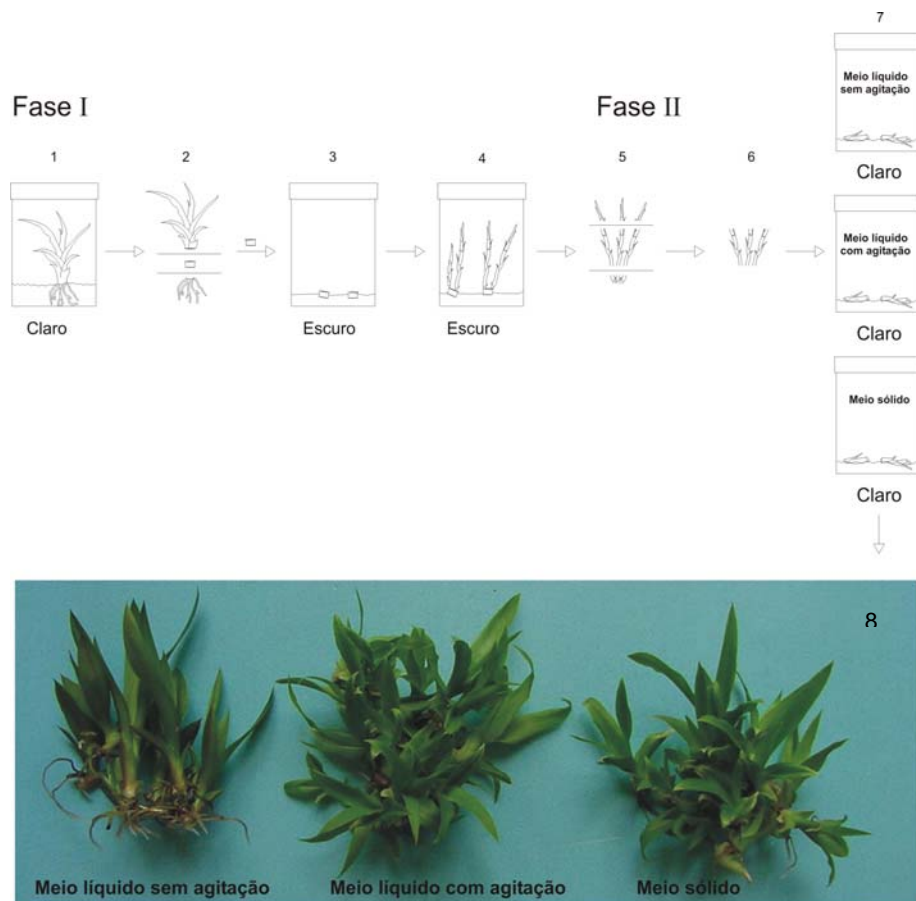 7
Meio líquido
sem agitação
Claro
Fase I
Fase II
1
2
3
4
5
6
Claro
Escuro
Escuro
Meio líquido
com agitação
Claro
Meio sólido
Claro
8
Meio líquido sem agitação
Meio líquido com agitação
Meio sólido